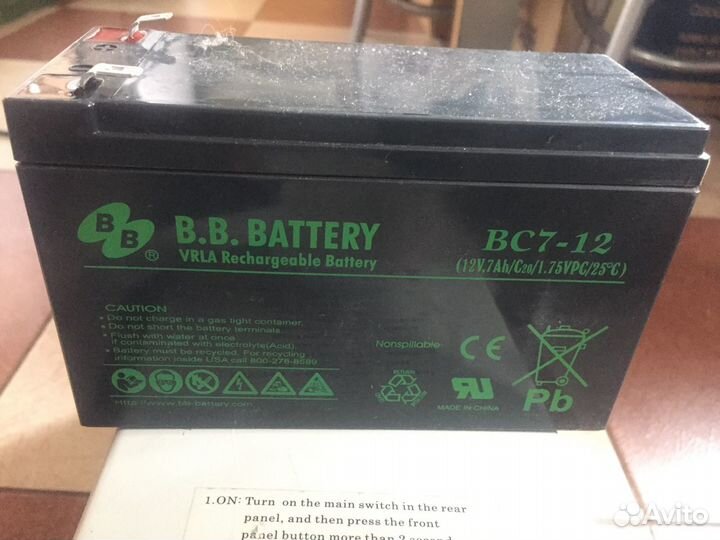 BB
®
B.B. BATTERY
VRLA Rechargeable Battery
BC7-12
(12V,7Ah/C20/1.75VPC/25°C)
CAUTION
• Do not charge in a gas tight container.
• Do not short the battery terminals.
• Flush with water at once
if contaminated with electrolyte(Acid).
• Battery must be recycled. For recycling
information inside USA call 800-278-8599
Http://www.bb-battery.com
Nonspillable
CE
MADE IN CHINA
Pb
1.ON: Turn on the main switch in the rear
panel, and then press the front
panel button more than 2
Avito